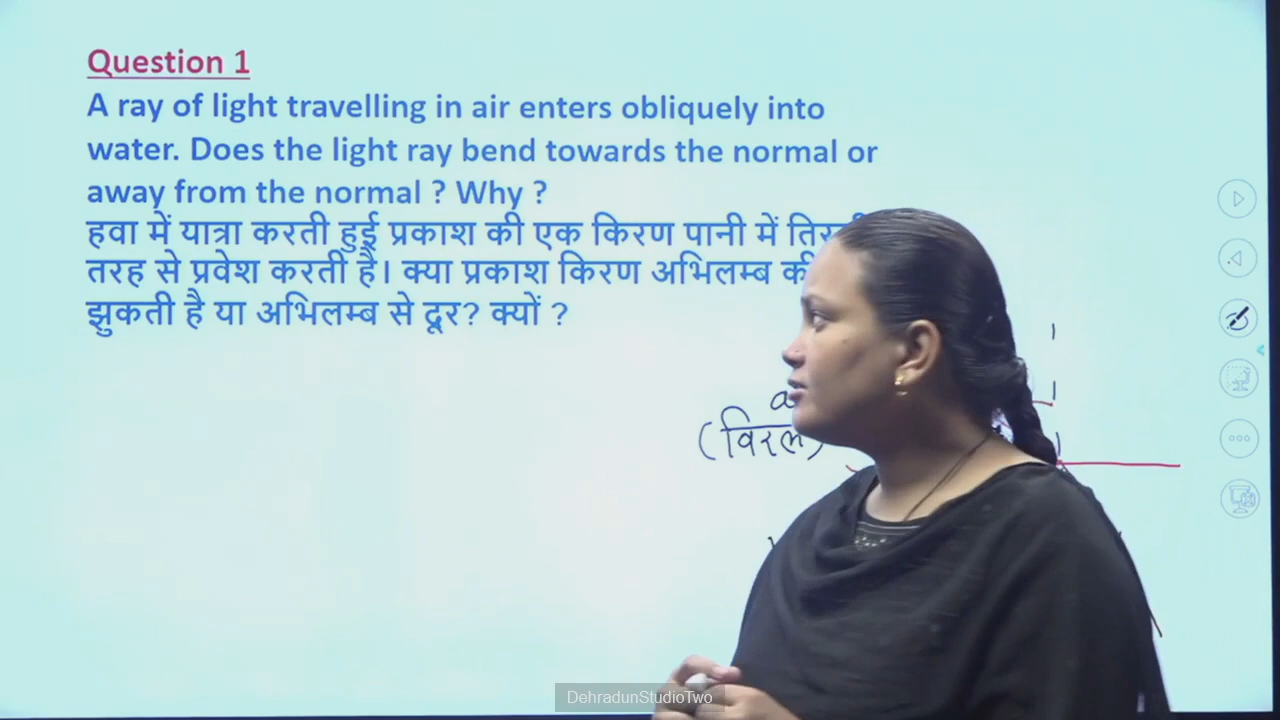 Question 1
A ray of light travelling in air enters obliquely into
water. Does the light ray bend towards the normal or
away from the normal ? Why ?
हवा में यात्रा करती हुई प्रकाश की एक किरण पानी में
तरह से प्रवेश करती है। क्या प्रकाश किरण अभिलम्ब की
झुकती है या अभिलम्ब से दूर? क्यों ?
(विरल)
DehradunStudioTwo